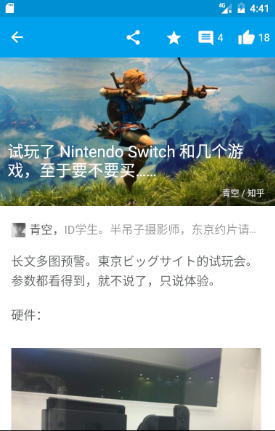 4G 4:41
4 18
试玩了 Nintendo Switch 和几个游
戏，至于要不要买......
青空 / 知乎
青空，ID学生。半吊子摄影师，东京约片请...
长文多图预警。東京ビッグサイト的试玩会。
参数都看得到，就不说了，只说体验。
硬件：